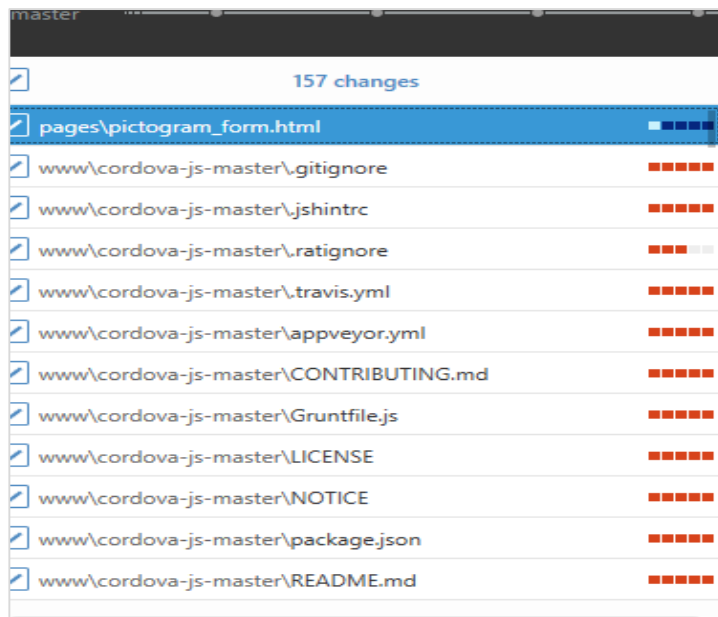 master
157 changes
pages\pictogram_form.html
www\cordova-js-master\.gitignore
www\cordova-js-master\.jshintrc
www\cordova-js-master\.ratignore
www\cordova-js-master\.travis.yml
www\cordova-js-master\appveyor.yml
www\cordova-js-master\CONTRIBUTING.md
www\cordova-js-master\Gruntfile.js
www\cordova-js-master\LICENSE
www\cordova-js-master\NOTICE
www\cordova-js-master\package.json
www\cordova-js-master\README.md